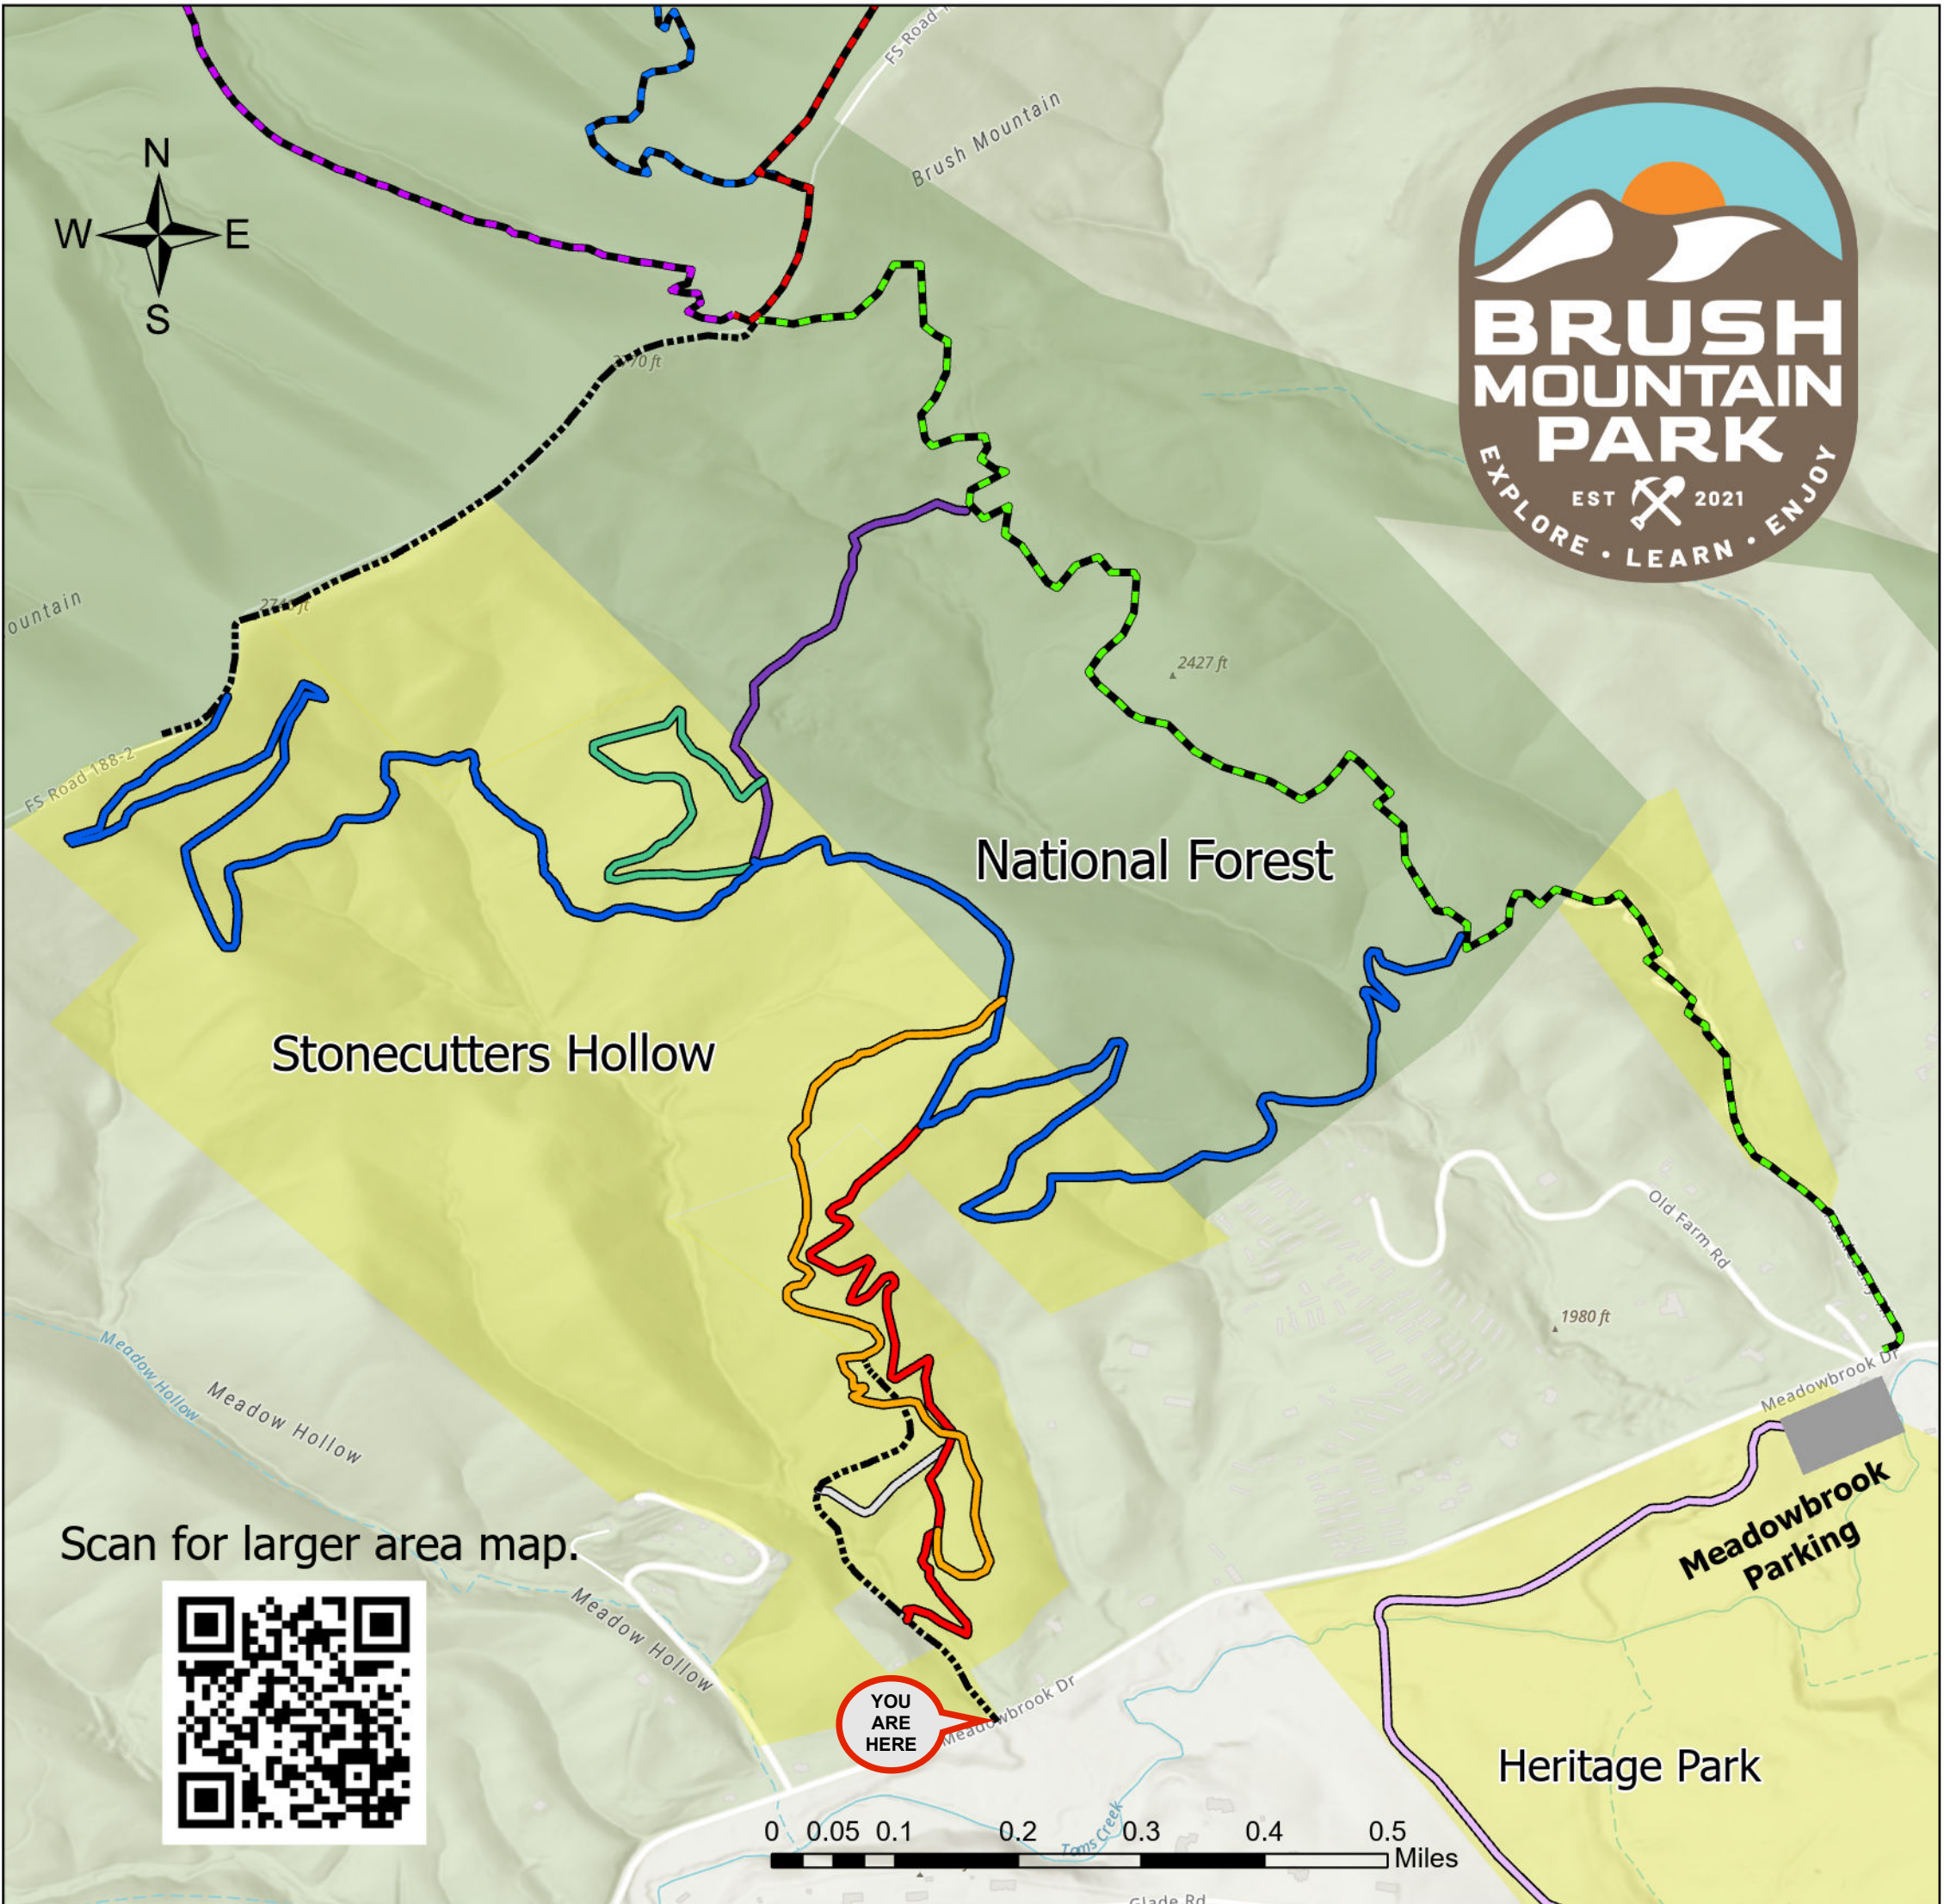 FS Road
Brush Mountain
N
W
E
S
BRUSH
MOUNTAIN
PARK
EST
2021
EXPLORE • LEARN • ENJOY
ountain
2427 ft
FS Road 188-2
National Forest
Stonecutters Hollow
Old Farm Rd
1980 ft
Meadow Hollow
Meadow Hollow
Meadowbrook Dr
Meadowbrook
Parking
Scan for larger area map.
Meadow Hollow
YOU
ARE
HERE
Meadowbrook Dr
Heritage Park
Toms Creek
0 0.05 0.1 0.2 0.3 0.4 0.5
Miles
Glade Rd